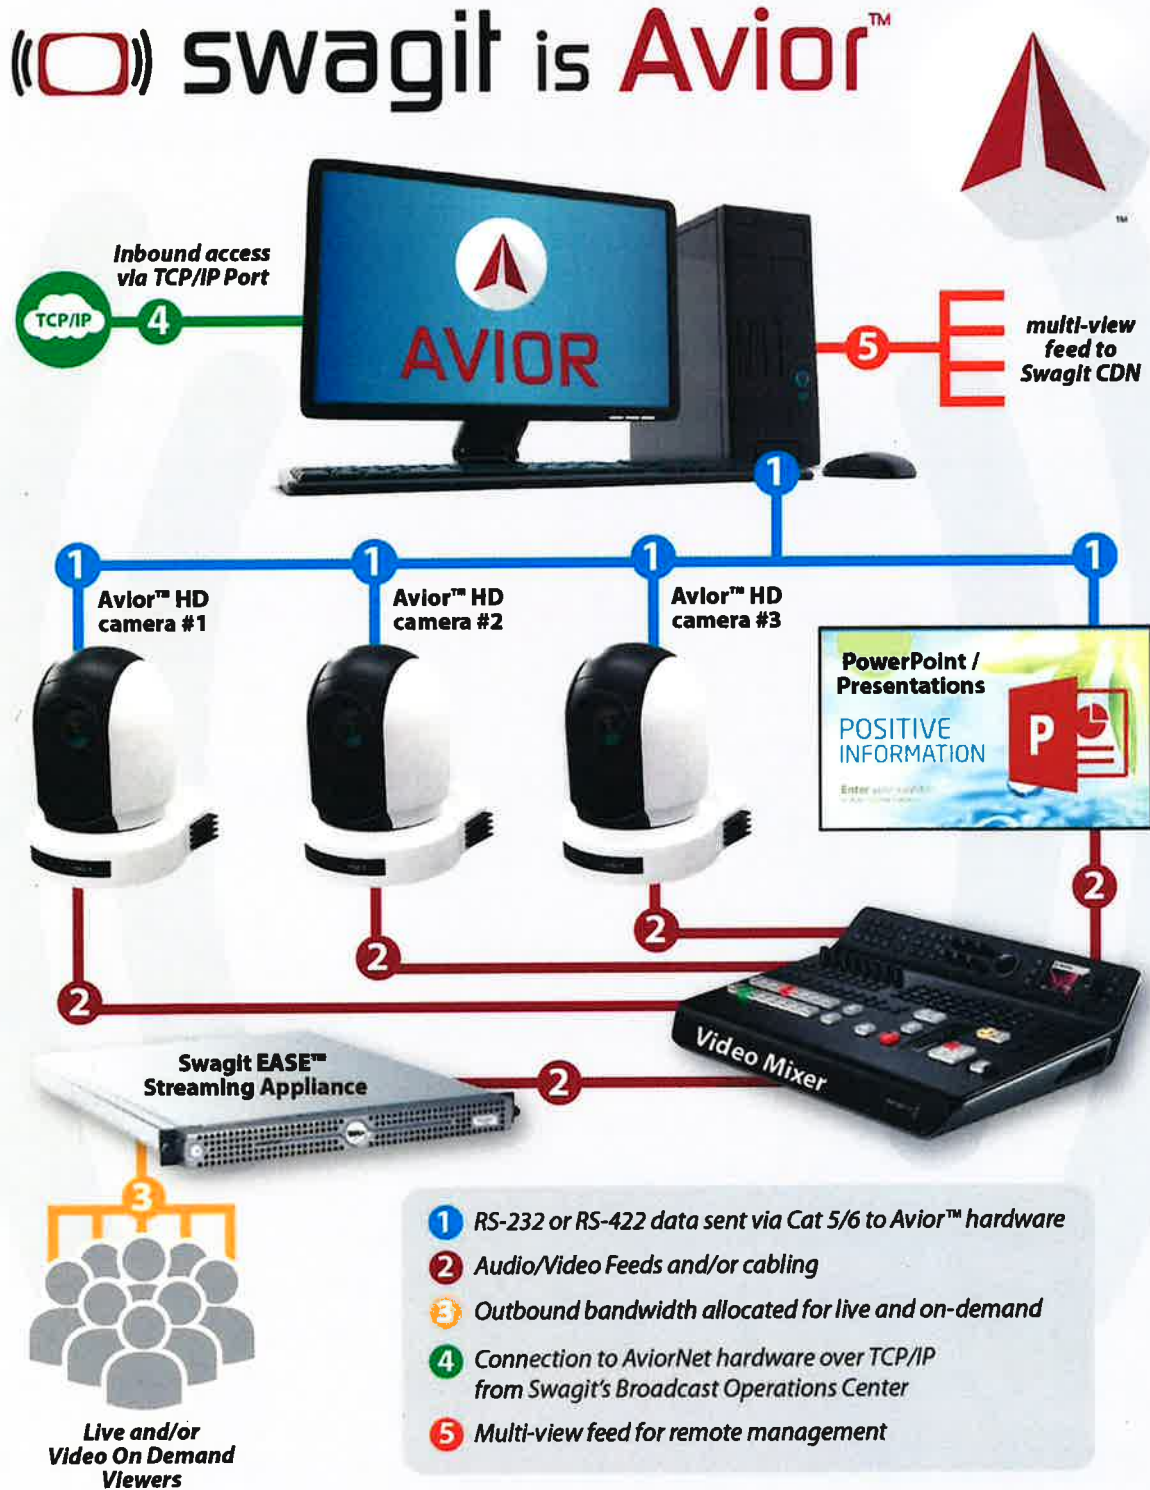 swagit is Avior™
TM
Inbound access
via TCP/IP Port
TCP/IP
4
AVIOR
5
multi-view
feed to
Swagit CDN
1
1
1
1
1
Avior™ HD
camera #1
Avior™ HD
camera #2
Avior™ HD
camera #3
PowerPoint /
Presentations
POSITIVE
INFORMATION
P
Enter
2
2
2
2
Video Mixer
Swagit EASE™
Streaming Appliance
2
DELL
3
1 RS-232 or RS-422 data sent via Cat 5/6 to Avior™ hardware
2 Audio/Video Feeds and/or cabling
3 Outbound bandwidth allocated for live and on-demand
4 Connection to AviorNet hardware over TCP/IP
from Swagit's Broadcast Operations Center
5 Multi-view feed for remote management
Live and/or
Video On Demand
Viewers